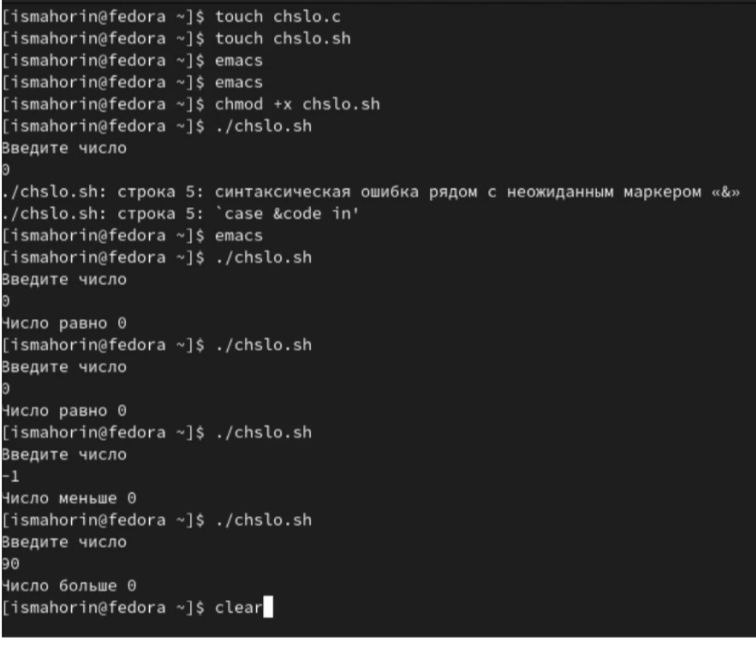 [ismahorin@fedora ~]$ touch chslo.c
[ismahorin@fedora ~]$ touch chslo.sh
[ismahorin@fedora ~]$ emacs
[ismahorin@fedora ~]$ emacs
[ismahorin@fedora ~]$ chmod +x chslo.sh
[ismahorin@fedora ~]$ ./chslo.sh
Введите число
0
./chslo.sh: строка 5: синтаксическая ошибка рядом с неожиданным маркером «&»
./chslo.sh: строка 5: `case &code in'
[ismahorin@fedora ~]$ emacs
[ismahorin@fedora ~]$ ./chslo.sh
Введите число
0
Число равно 0
[ismahorin@fedora ~]$ ./chslo.sh
Введите число
0
Число равно 0
[ismahorin@fedora ~]$ ./chslo.sh
Введите число
-1
Число меньше 0
[ismahorin@fedora ~]$ ./chslo.sh
Введите число
90
Число больше 0
[ismahorin@fedora ~]$ clear